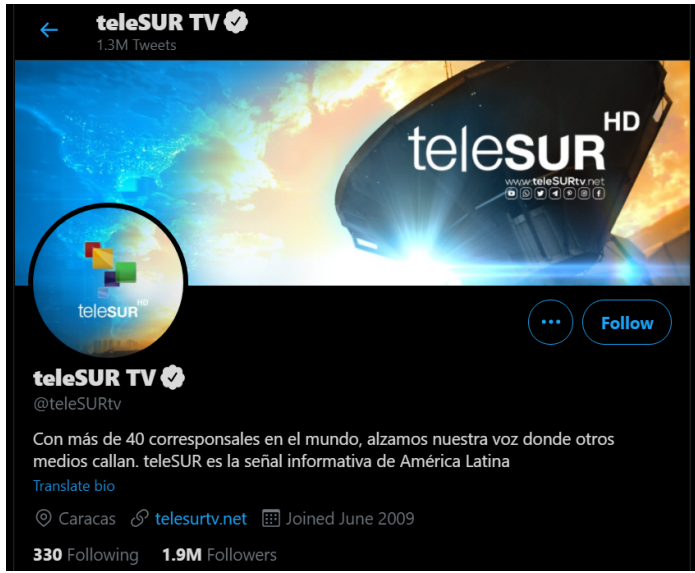 teleSUR TV
1.3M Tweets
teleSUR HD
www.teleSURtv.net
teleSUR HD
Follow
teleSUR TV
@teleSURtv
Con más de 40 corresponsales en el mundo, alzamos nuestra voz donde otros
medios callan. teleSUR es la señal informativa de América Latina
Translate bio
Caracas telesurtv.net Joined June 2009
330 Following 1.9M Followers